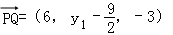 PQ=(6, y₁-9/2, -3)